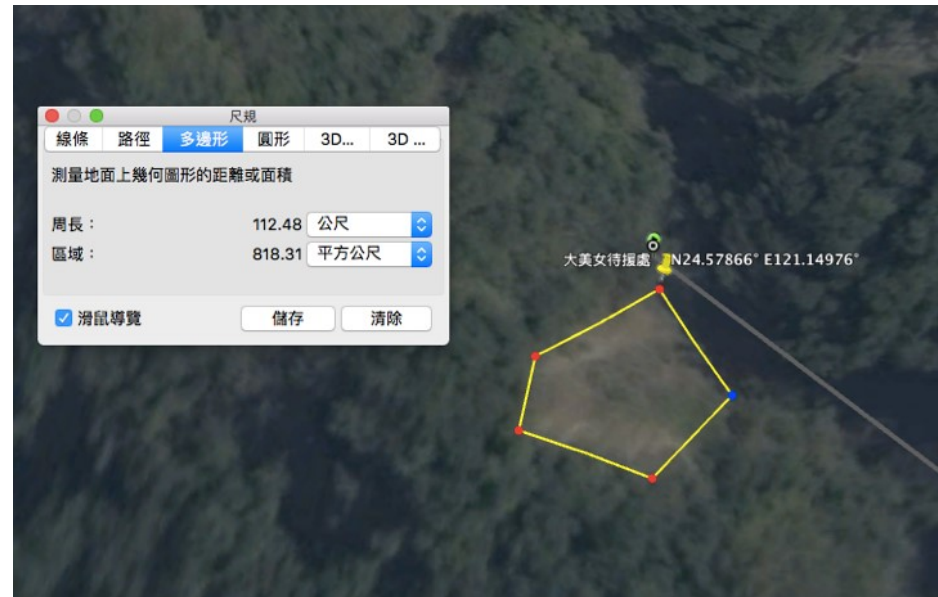 尺規
線條 路徑 多邊形 圓形 3D... 3D ...
測量地面上幾何圖形的距離或面積
周長： 112.48 公尺
區域： 818.31 平方公尺
滑鼠導覽 儲存 清除
大美女待援處 N24.57866° E121.14976°